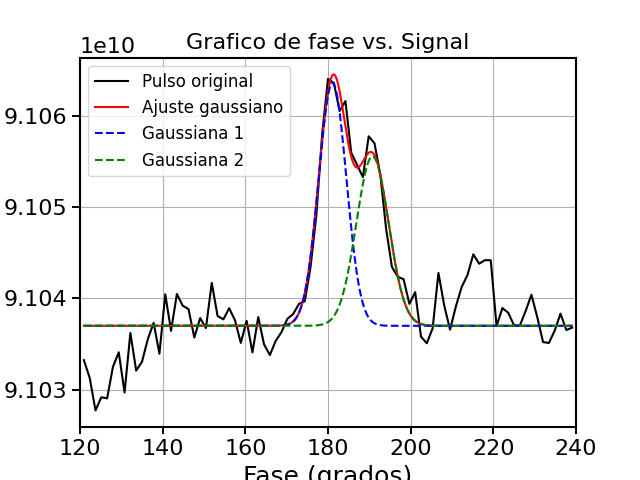 1e10
Grafico de fase vs. Signal
Pulso original
Ajuste gaussiano
Gaussiana 1
Gaussiana 2
9.106
9.105
9.104
9.103
120 140 160 180 200 220 240
Fase (grados)